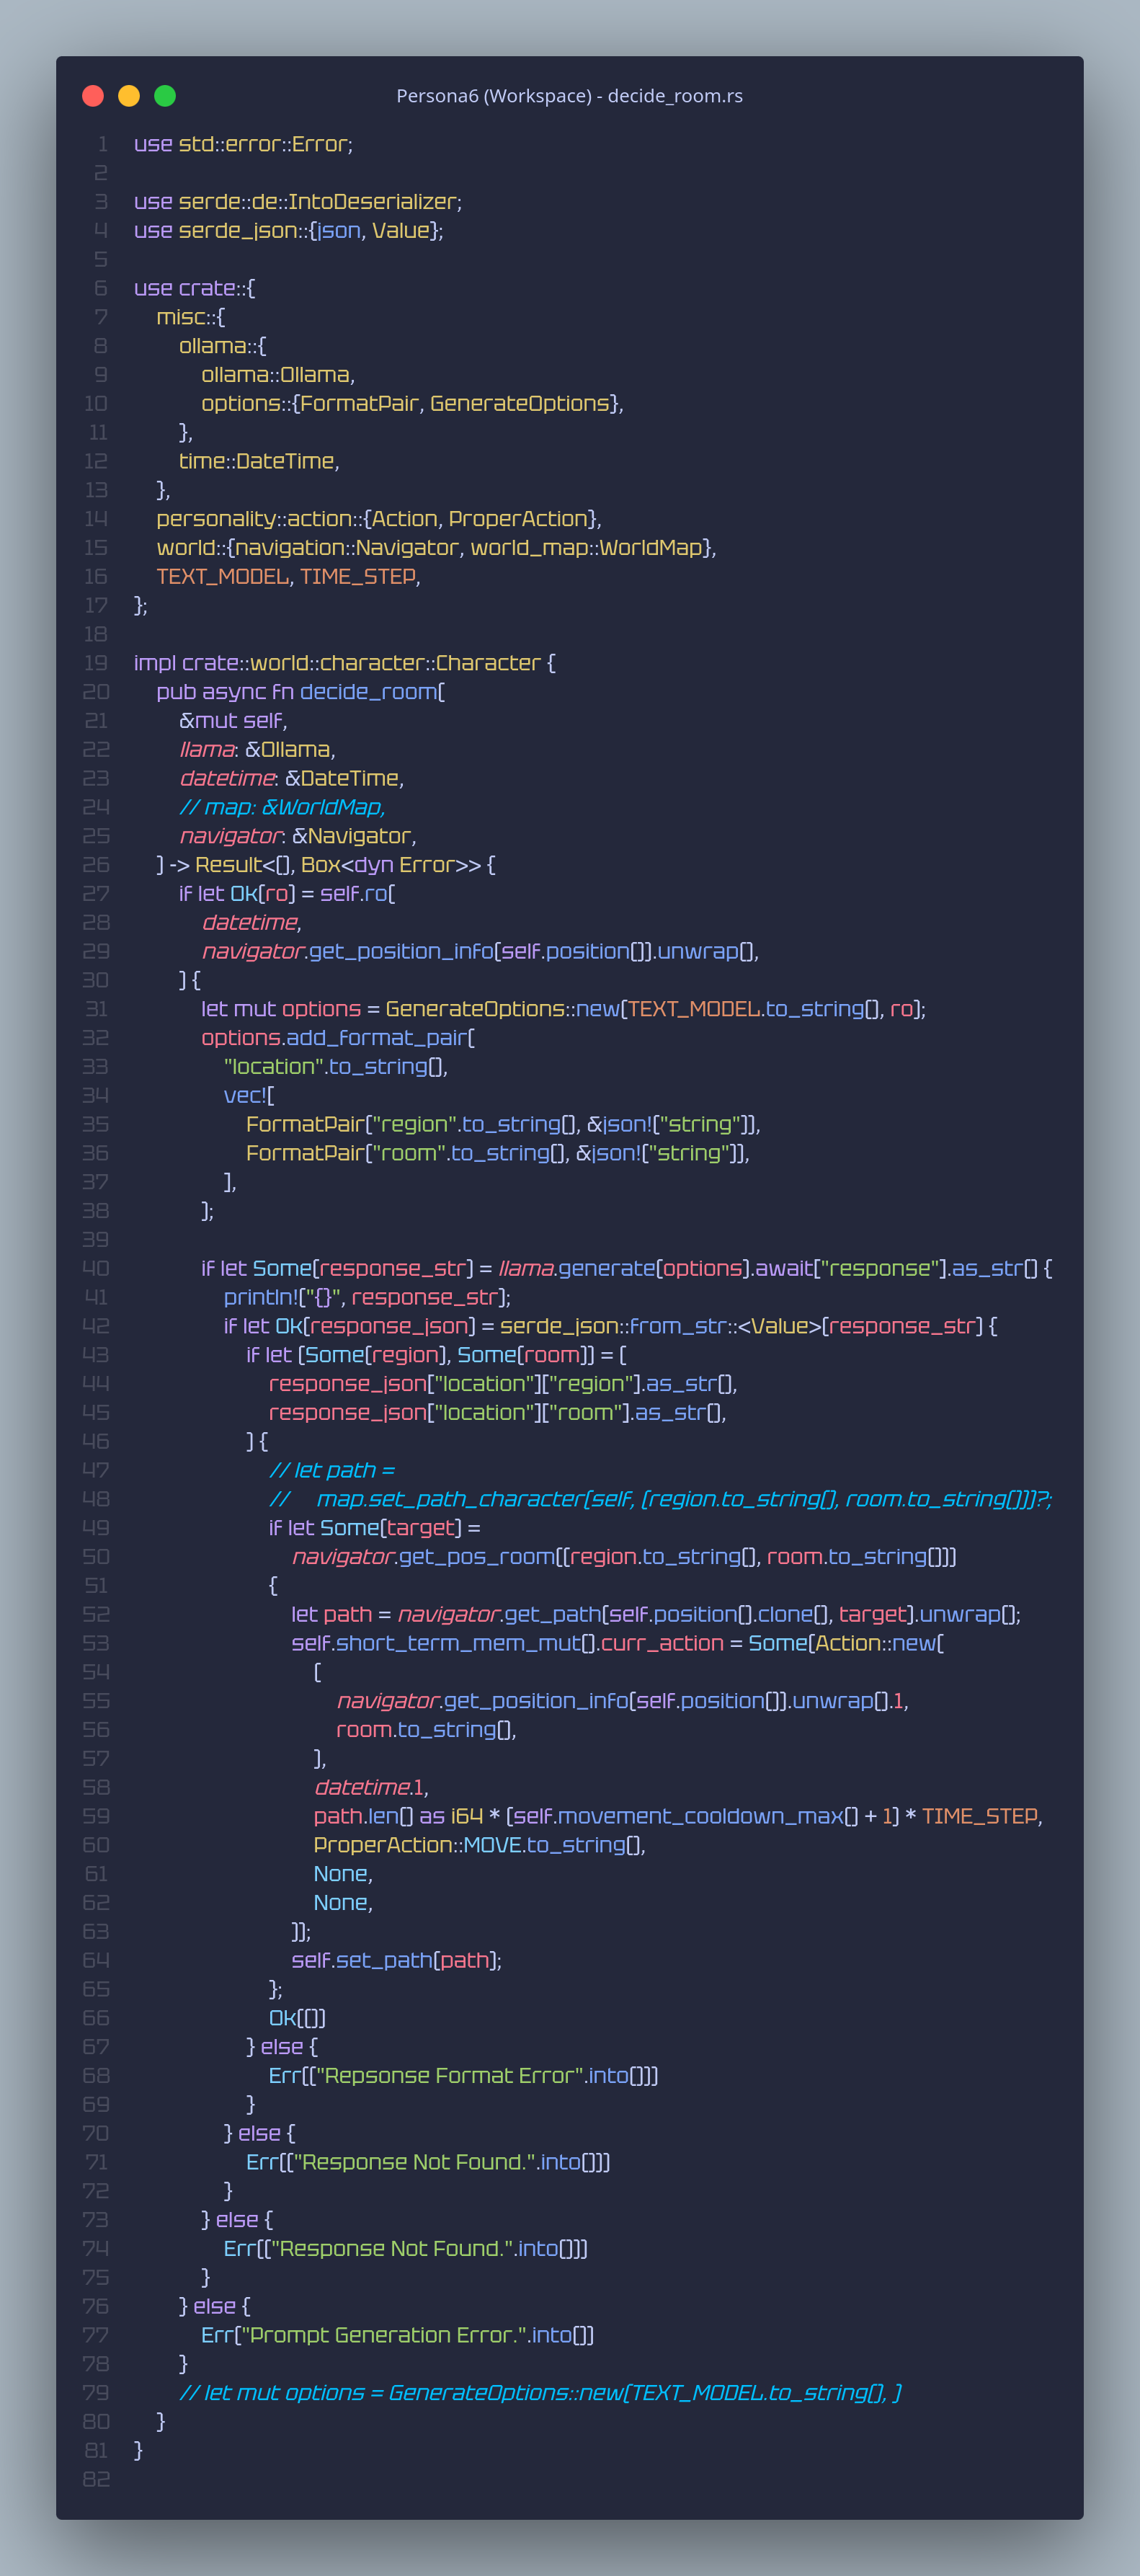 Persona6 (Workspace) - decide_room.rs
1 use std::error::Error;
2
3 use serde::de::IntoDeserializer;
4 use serde_json::{json, Value};
5
6 use crate::{
7     misc::{
8         ollama::{
9             ollama::Ollama,
10             options::{FormatPair, GenerateOptions},
11         },
12         time::DateTime,
13     },
14     personality::action::{Action, ProperAction},
15     world::{navigation::Navigator, world_map::WorldMap},
16     TEXT_MODEL, TIME_STEP,
17 };
18
19 impl crate::world::character::Character {
20     pub async fn decide_room(
21         &mut self,
22         llama: &Ollama,
23         datetime: &DateTime,
24         // map: &WorldMap,
25         navigator: &Navigator,
26     ) -> Result<(), Box<dyn Error>> {
27         if let Ok(ro) = self.ro(
28             datetime,
29             navigator.get_position_info(self.position()).unwrap(),
30         ) {
31             let mut options = GenerateOptions::new(TEXT_MODEL.to_string(), ro);
32             options.add_format_pair(
33                 "location".to_string(),
34                 vec![
35                     FormatPair("region".to_string(), &json!("string")),
36                     FormatPair("room".to_string(), &json!("string")),
37                 ],
38             );
39
40             if let Some(response_str) = llama.generate(options).await["response"].as_str() {
41                 println!("{}", response_str);
42                 if let Ok(response_json) = serde_json::from_str::<Value>(response_str) {
43                     if let (Some(region), Some(room)) = (
44                         response_json["location"]["region"].as_str(),
45                         response_json["location"]["room"].as_str(),
46                     ) {
47                         // let path =
48                         //     map.set_path_character(self, (region.to_string(), room.to_string()))?;
49                         if let Some(target) =
50                             navigator.get_pos_room((region.to_string(), room.to_string()))
51                         {
52                             let path = navigator.get_path(self.position().clone(), target).unwrap();
53                             self.short_term_mem_mut().curr_action = Some(Action::new(
54                                 [
55                                     navigator.get_position_info(self.position()).unwrap().1,
56                                     room.to_string(),
57                                 ],
58                                 datetime.1,
59                                 path.len() as i64 * (self.movement_cooldown_max() + 1) * TIME_STEP,
60                                 ProperAction::MOVE.to_string(),
61                                 None,
62                                 None,
63                             ));
64                             self.set_path(path);
65                         };
66                         Ok(())
67                     } else {
68                         Err(("Repsonse Format Error".into()))
69                     }
70                 } else {
71                     Err(("Response Not Found.".into()))
72                 }
73             } else {
74                 Err(("Response Not Found.".into()))
75             }
76         } else {
77             Err("Prompt Generation Error.".into())
78         }
79         // let mut options = GenerateOptions::new(TEXT_MODEL.to_string(), )
80     }
81 }
82